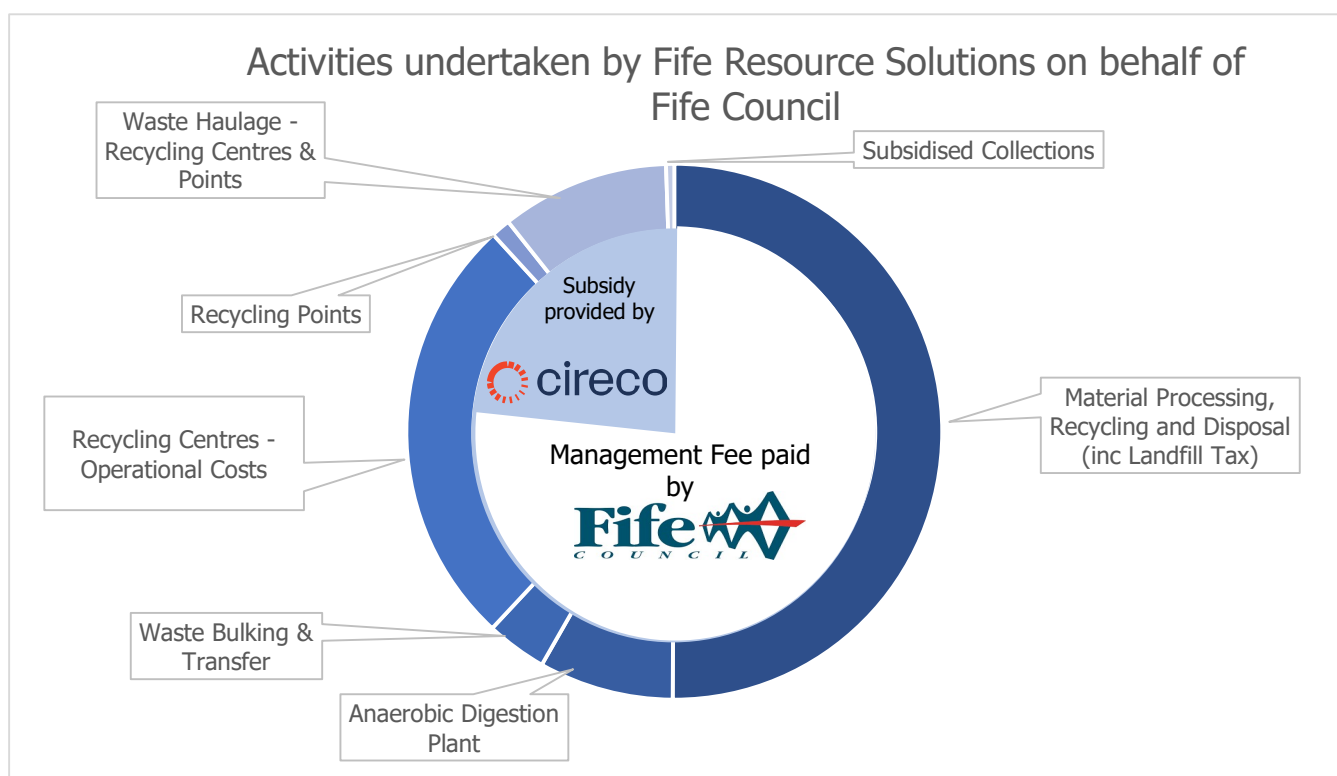 Activities undertaken by Fife Resource Solutions on behalf of
Fife Council
Waste Haulage -
Recycling Centres &
Points
Subsidised Collections
Subsidy
provided by
cireco
Recycling Points
Material Processing,
Recycling and Disposal
(inc Landfill Tax)
Recycling Centres -
Operational Costs
Management Fee paid
by
Fife
COUNCIL
Waste Bulking &
Transfer
Anaerobic Digestion
Plant